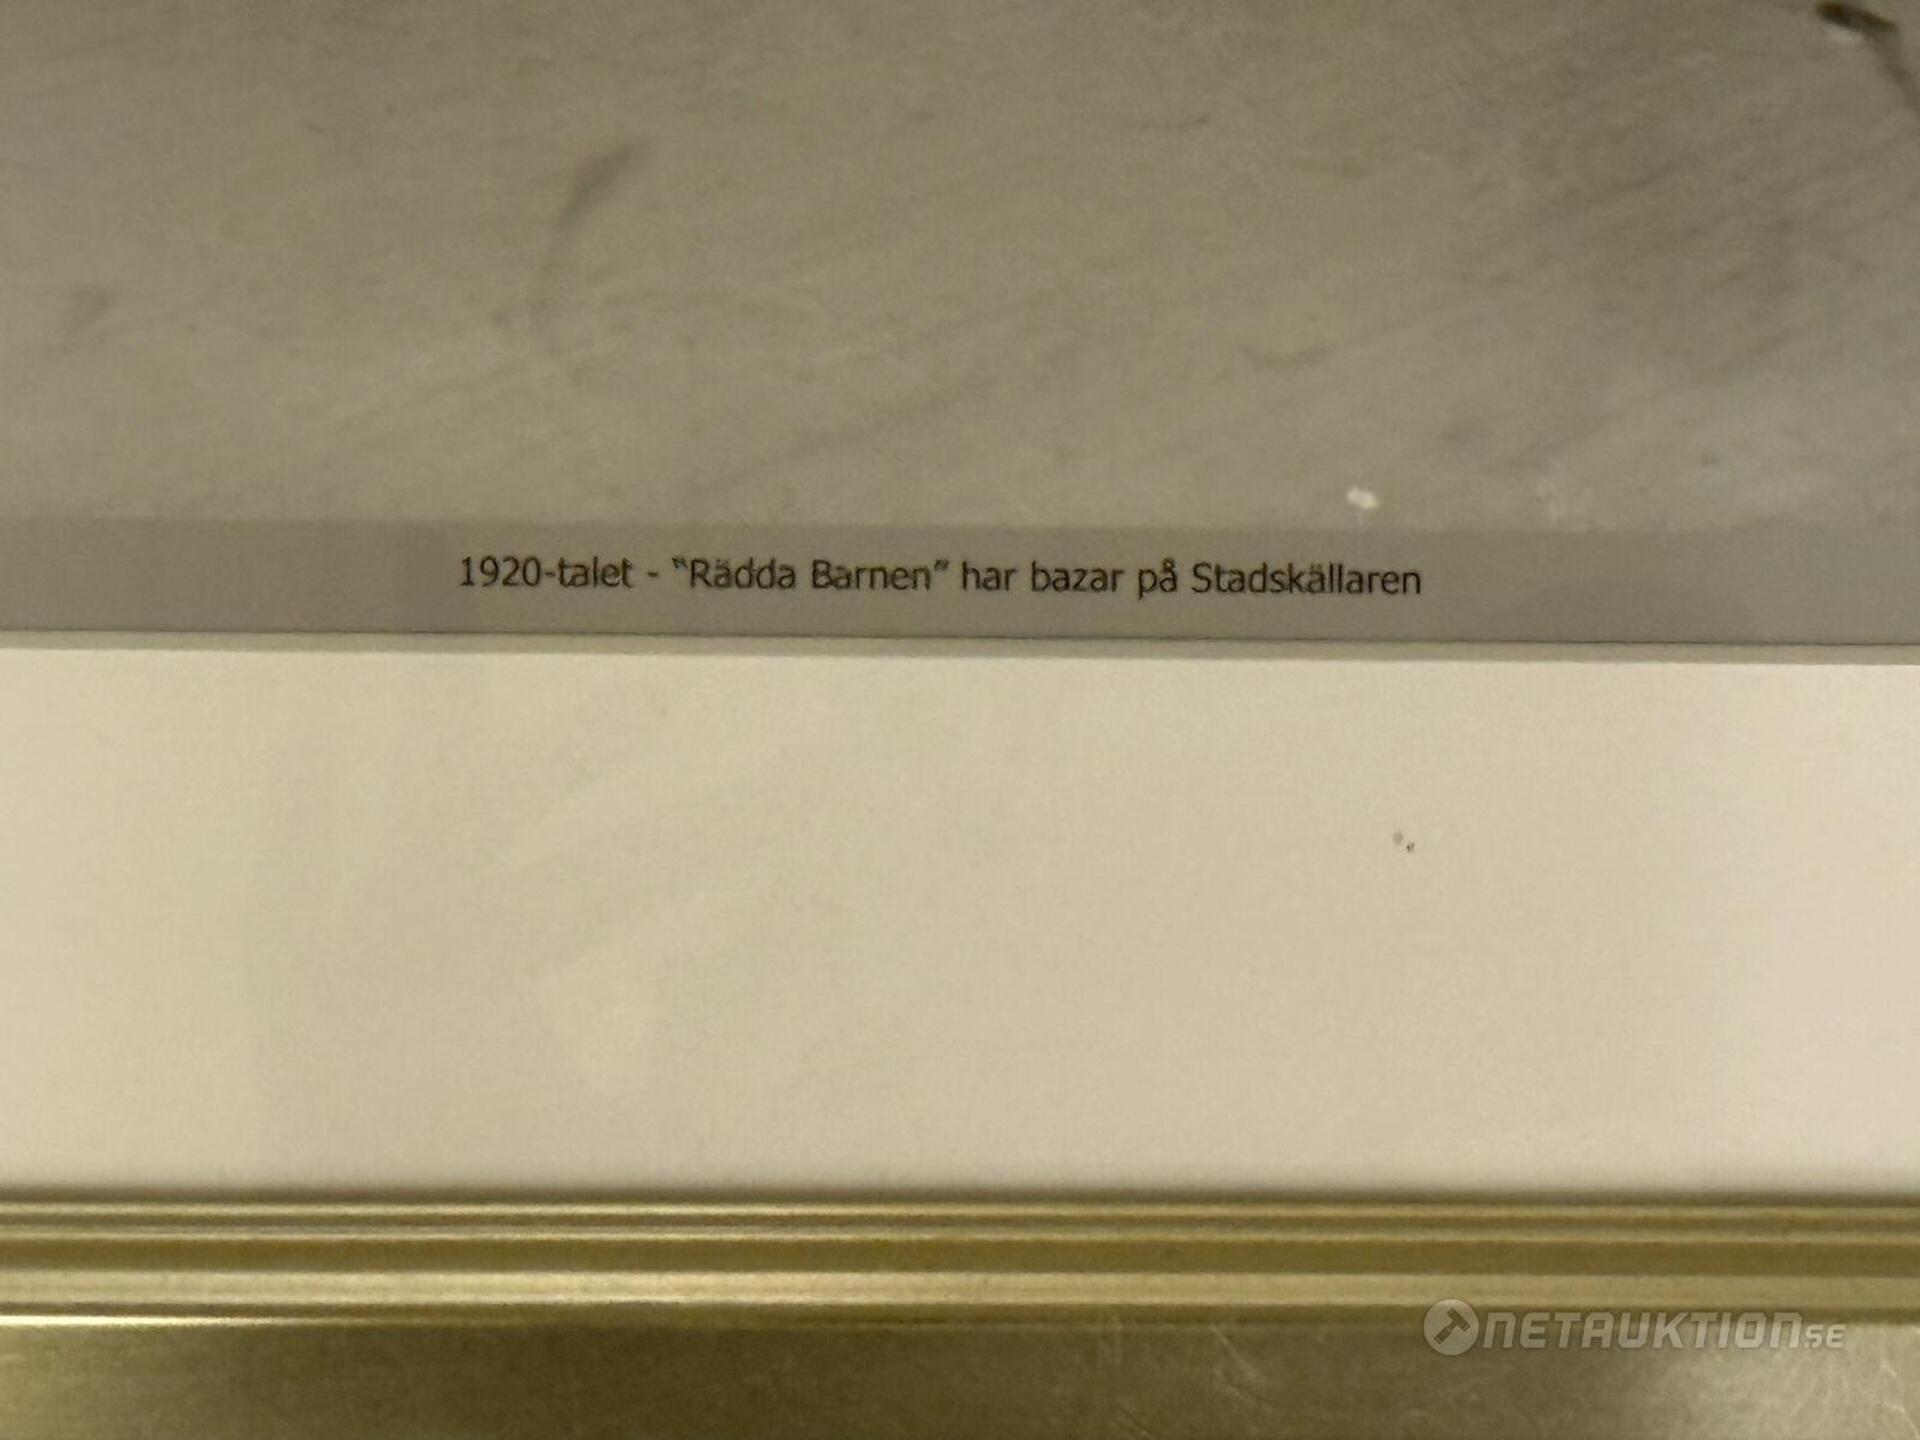 1920-talet - "Rädda Barnen" har bazar på Stadskällaren
NETAUKTION.SE